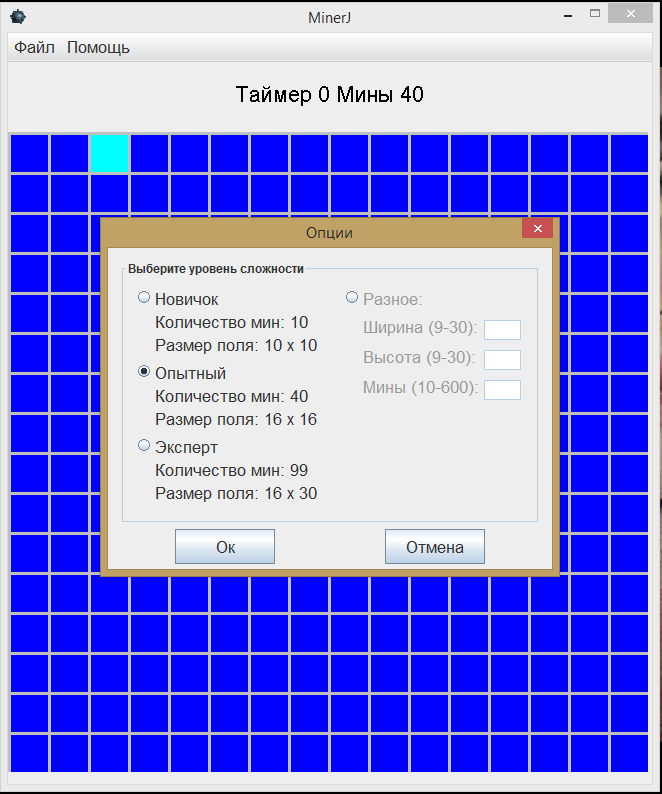 MinerJ
Файл Помощь
Таймер 0 Мины 40
Опции
Выберите уровень сложности
Новичок
Количество мин: 10
Размер поля: 10 x 10
Опытный
Количество мин: 40
Размер поля: 16 x 16
Эксперт
Количество мин: 99
Размер поля: 16 x 30
Разное:
Ширина (9-30):
Высота (9-30):
Мины (10-600):
Ок
Отмена